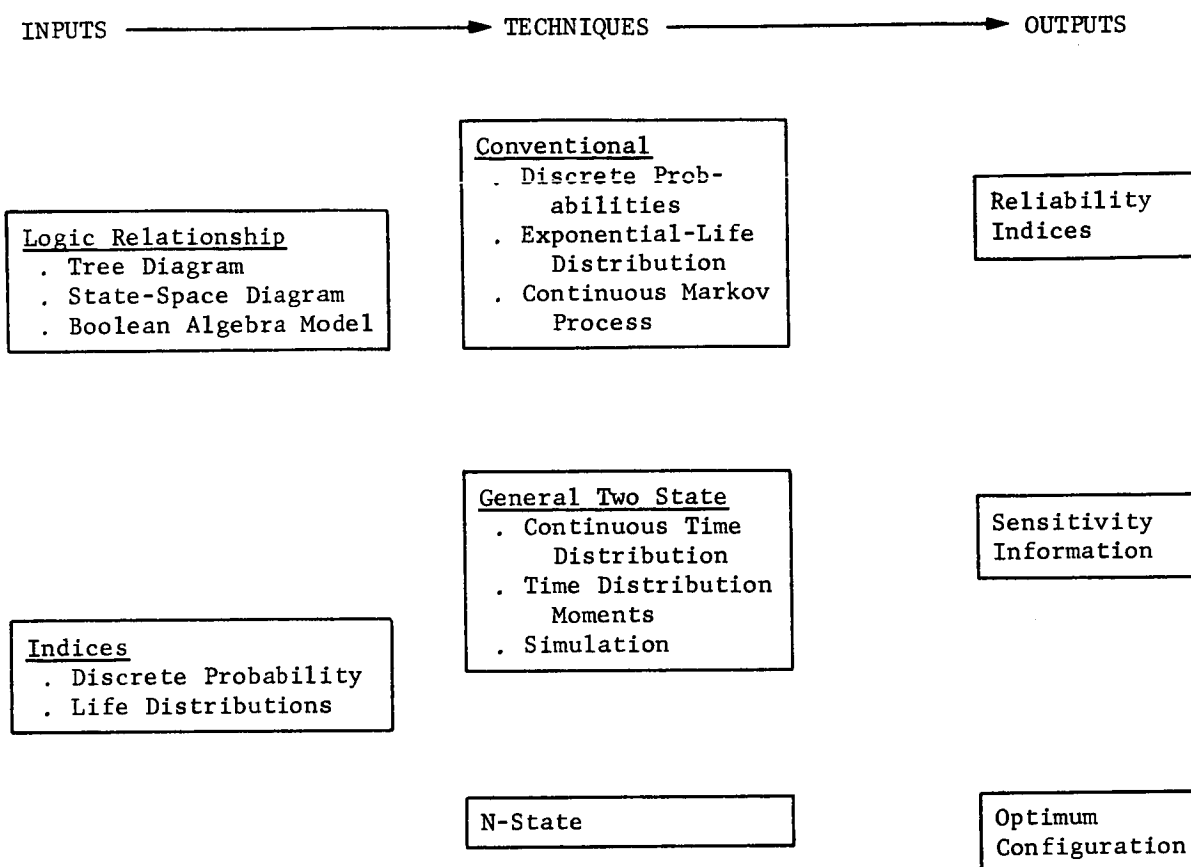 INPUTS TECHNIQUES OUTPUTS
Logic Relationship
. Tree Diagram
. State-Space Diagram
. Boolean Algebra Model
Indices
. Discrete Probability
. Life Distributions
Conventional
. Discrete Prob-
abilities
. Exponential-Life
Distribution
. Continuous Markov
Process
General Two State
. Continuous Time
Distribution
. Time Distribution
Moments
. Simulation
N-State
Reliability
Indices
Sensitivity
Information
Optimum
Configuration